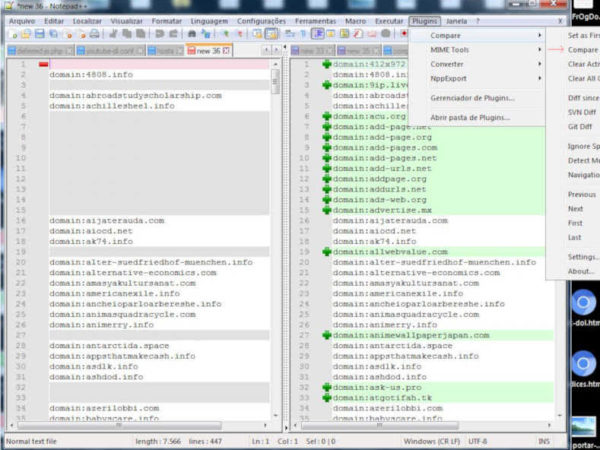 *new 36 - Notepad++
Arquivo Editar Localizar Visualizar Formatar Linguagem Configurações Ferramentas Macro Executar Plugins Janela ?
deferred-js.php youtube-dl.conf hosts new 36
new 33 new 35
Compare
MIME Tools
Converter
NppExport
Gerenciador de Plugins...
Abrir pasta de Plugins...
Set as Firs
Compare
Clear Activ
Clear All C
Diff since
SVN Diff
Git Diff
Ignore Sp
Detect Mo
Navigatio
Previous
Next
First
Last
Settings...
About...
1
2 domain:4808.info
3
4 domain:abroadstudyscholarship.com
5 domain:achillesheel.info
6
7
8
9
10
11
12
13
14
15
16 domain:aijaterauda.com
17 domain:aiocd.net
18 domain:ak74.info
19
20 domain:alter-suedfriedhof-muenchen.info
21 domain:alternative-economics.com
22 domain:amasyakultursanat.com
23 domain:americanexile.info
24 domain:ancheioparloarbereshe.info
25 domain:animasquadracycle.com
26 domain:animerry.info
27
28 domain:antarctida.space
29 domain:appsthatmakecash.info
30 domain:asdlk.info
31 domain:ashdod.info
32
33
34 domain:azerilobbi.com
35 domain:babyscare.info
1 domain:412x972
2 domain:4808.in
3 domain:9ip.liv
4 domain:abroads
5 domain:achille
6 domain:acu.org
7 domain:add-page.net
8 domain:add-page.org
9 domain:add-pages.com
10 domain:add-pages.net
11 domain:add-urls.net
12 domain:addpage.org
13 domain:addurls.net
14 domain:ads-web.org
15 domain:advertise.mx
16 domain:aijaterauda.com
17 domain:aiocd.net
18 domain:ak74.info
19 domain:allwebvalue.com
20 domain:alter-suedfriedhof-muenchen.info
21 domain:alternative-economics.com
22 domain:amasyakultursanat.com
23 domain:americanexile.info
24 domain:ancheioparloarbereshe.info
25 domain:animasquadracycle.com
26 domain:animerry.info
27 domain:animewallpaperjapan.com
28 domain:antarctida.space
29 domain:appsthatmakecash.info
30 domain:asdlk.info
31 domain:ashdod.info
32 domain:ask-us.pro
33 domain:atgotifah.tk
34 domain:azerilobbi.com
35 domain:babyscare.info
Normal text file length : 7.566 lines : 447 Ln : 1 Col : 1 Sel : 0 | 0 Windows (CR LF) UTF-8 INS
FrOgDo.
-dol.htm
dices.htm
portar-